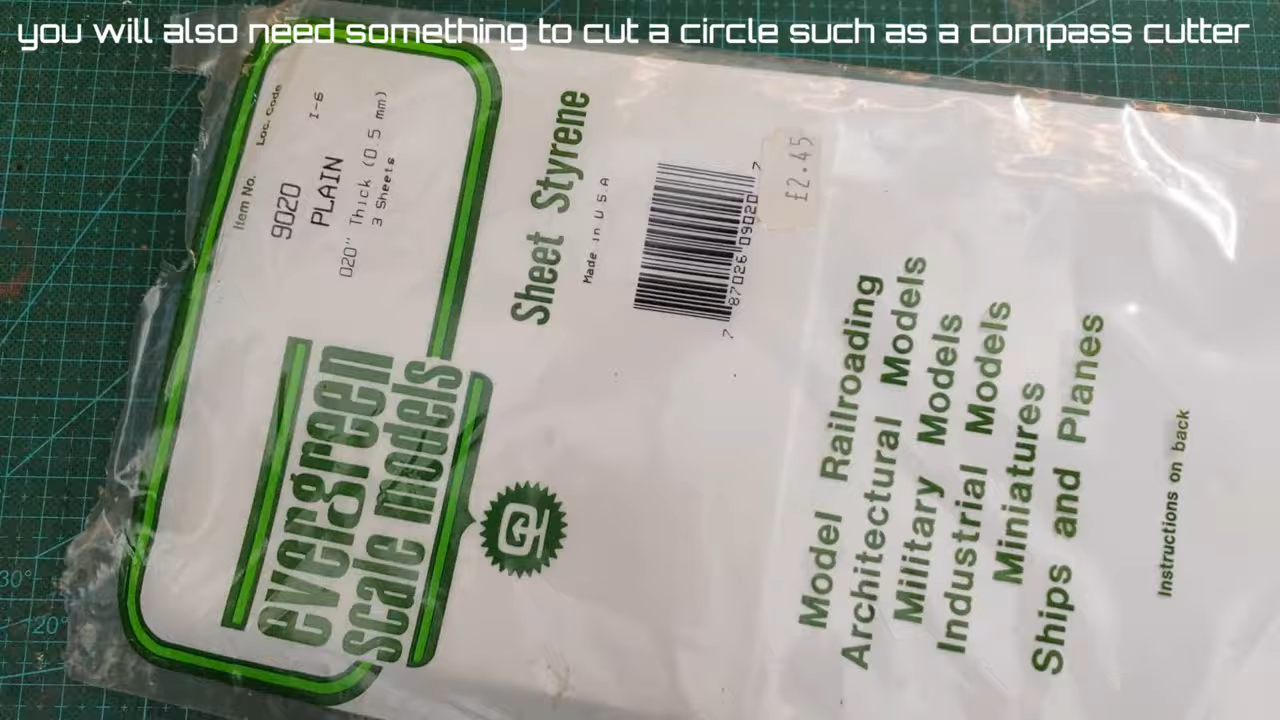 you will also need something to cut a circle such as a compass cutter
Item No. Loc. Code
9020 I-6
PLAIN
.020" Thick (0.5 mm)
3 Sheets
evergreen
scale models
Sheet Styrene
Made in U S A
7 87026 09020 7
£2.45
Model Railroading
Architectural Models
Military Models
Industrial Models
Miniatures
Ships and Planes
Instructions on back
30°
20°